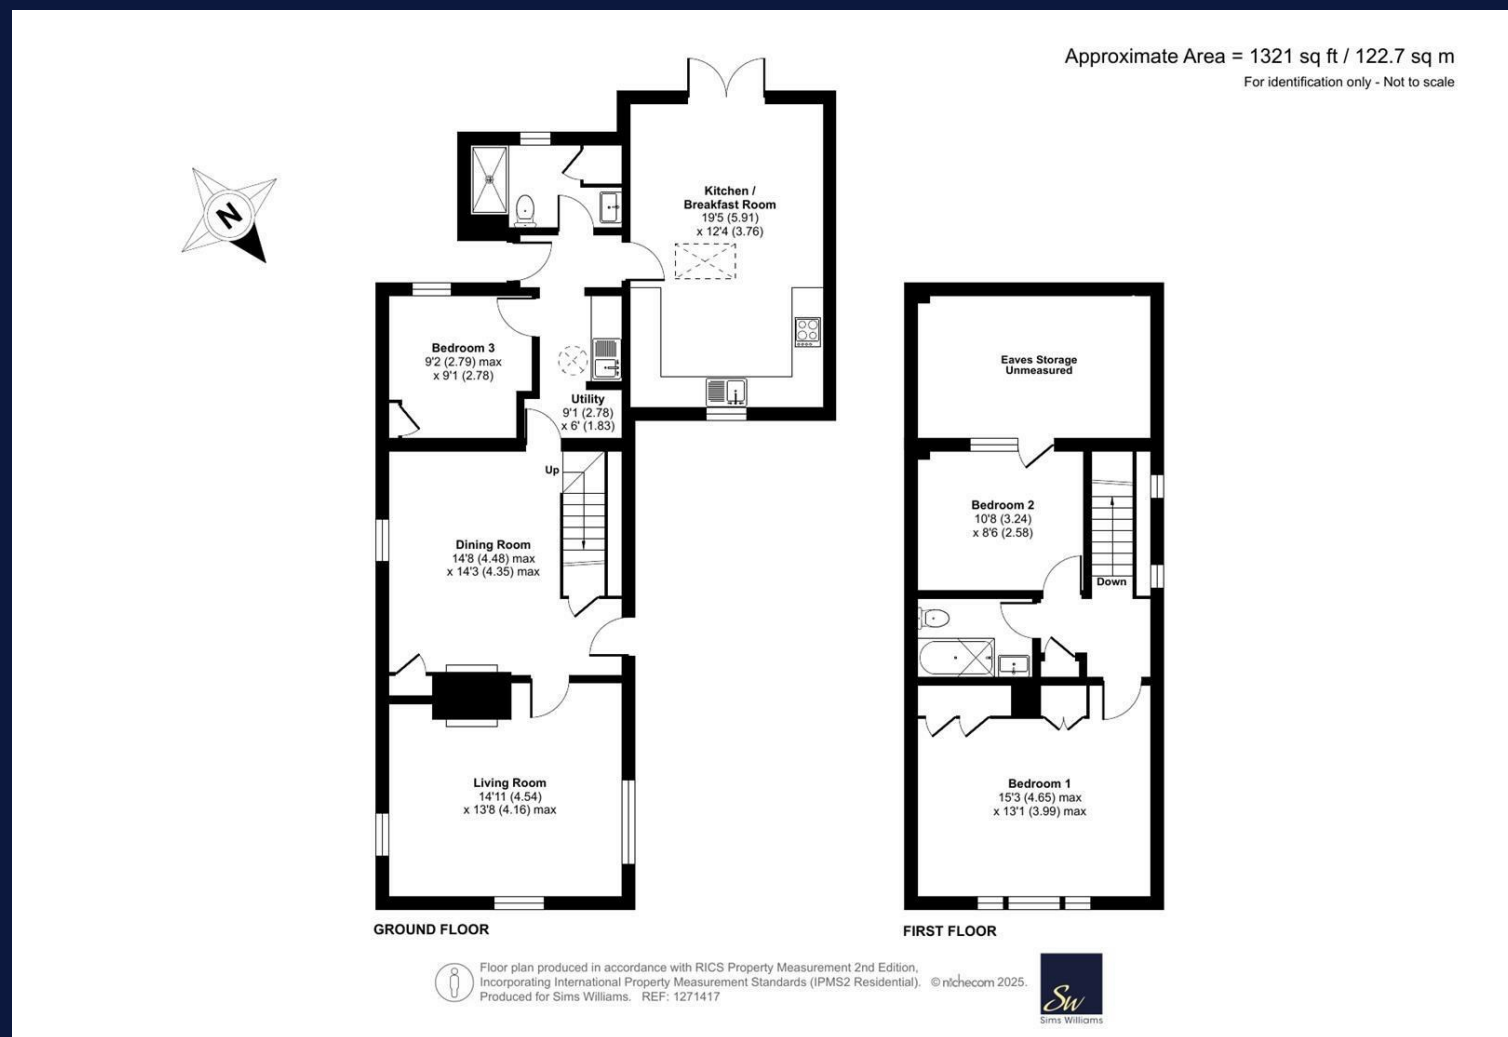 Approximate Area = 1321 sq ft / 122.7 sq m
For identification only - Not to scale
N
Kitchen /
Breakfast Room
19'5 (5.91)
x 12'4 (3.76)
Bedroom 3
9'2 (2.79) max
x 9'1 (2.78)
Utility
9'1 (2.78)
x 6' (1.83)
Up
Dining Room
14'8 (4.48) max
x 14'3 (4.35) max
Living Room
14'11 (4.54)
x 13'8 (4.16) max
GROUND FLOOR
Eaves Storage
Unmeasured
Bedroom 2
10'8 (3.24)
x 8'6 (2.58)
Down
Bedroom 1
15'3 (4.65) max
x 13'1 (3.99) max
FIRST FLOOR
Floor plan produced in accordance with RICS Property Measurement 2nd Edition,
Incorporating International Property Measurement Standards (IPMS2 Residential). © nichecom 2025.
Produced for Sims Williams. REF: 1271417
Sw
Sims Williams